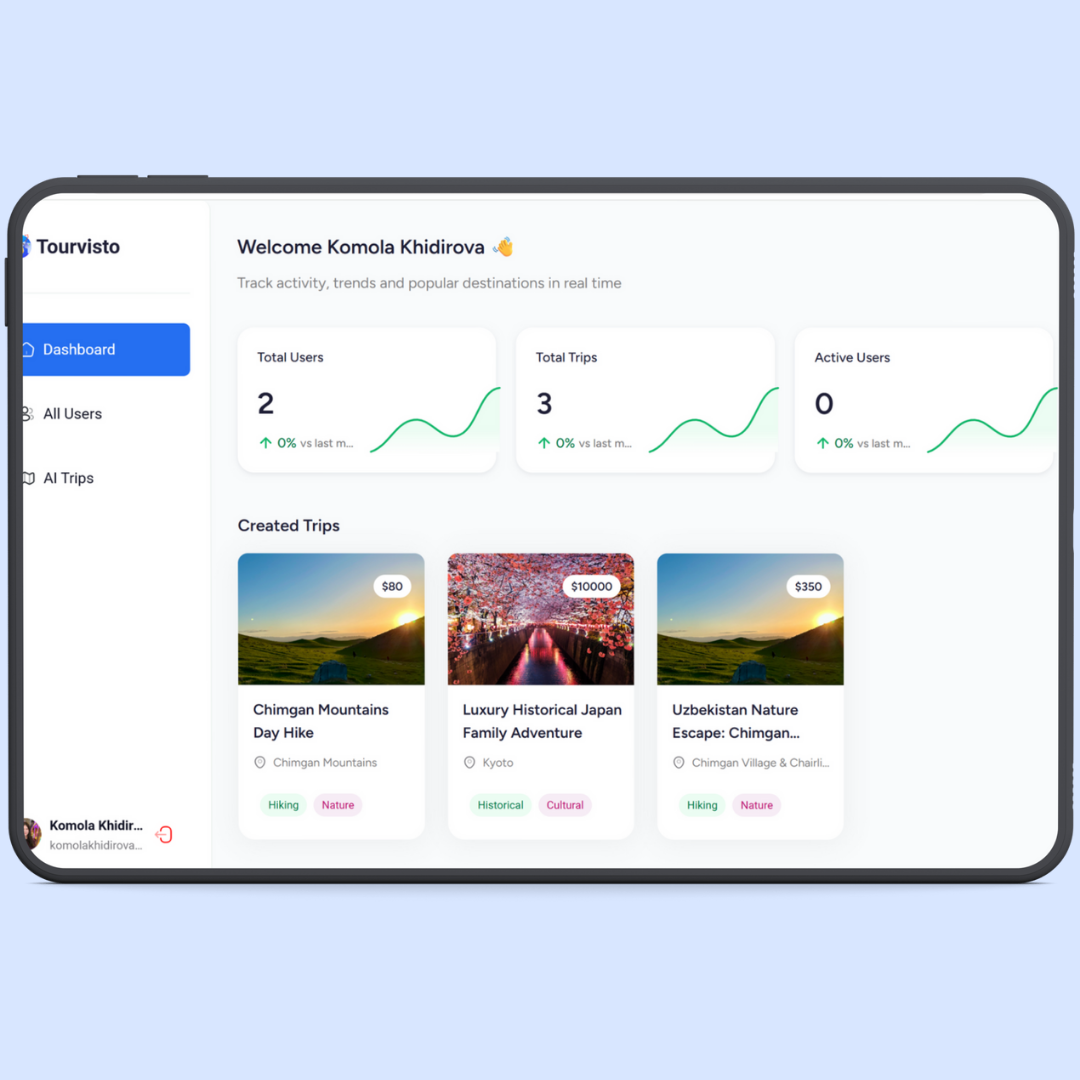 Tourvisto
Dashboard
All Users
AI Trips
Komola Khidir...
komolakhidirova...
Welcome Komola Khidirova 👋
Track activity, trends and popular destinations in real time
Total Users
2
↑ 0% vs last m...
Total Trips
3
↑ 0% vs last m...
Active Users
0
↑ 0% vs last m...
Created Trips
$80
Chimgan Mountains
Day Hike
Chimgan Mountains
Hiking Nature
$10000
Luxury Historical Japan
Family Adventure
Kyoto
Historical Cultural
$350
Uzbekistan Nature
Escape: Chimgan...
Chimgan Village & Chairli...
Hiking Nature